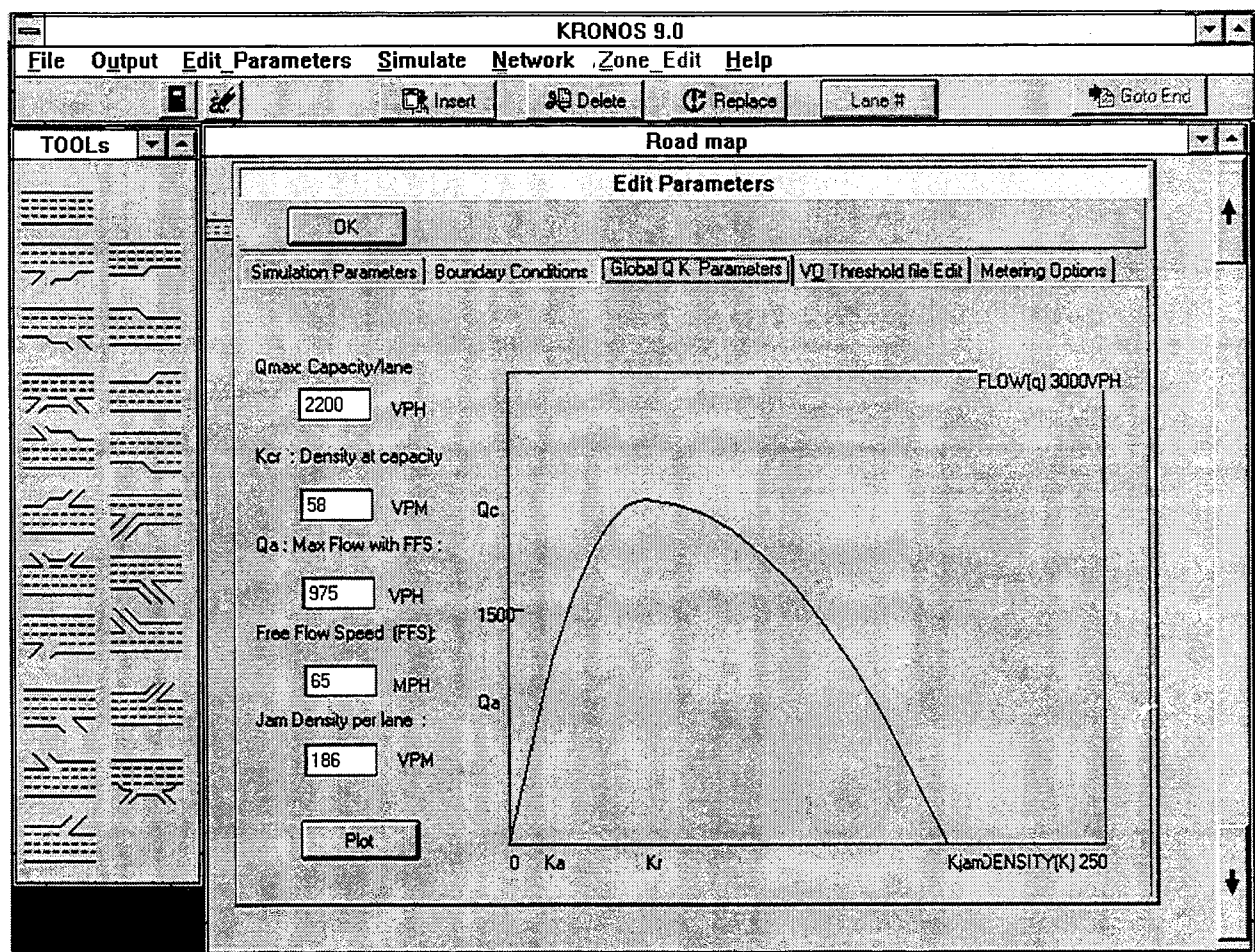 KRONOS 9.0
File Output Edit_Parameters Simulate Network Zone_Edit Help
Insert Delete Replace Lane # Goto End
TOOLs
Road map
Edit Parameters
OK
Simulation Parameters Boundary Conditions Global Q K Parameters VO Threshold file Edit Metering Options
Qmax: Capacity/lane
FLOW(q) 3000VPH
2200 VPH
Kcr : Density at capacity
58 VPM
Qc
Qa : Max Flow with FFS :
975 VPH
1500
Free Flow Speed (FFS):
65 MPH
Qa
Jam Density per lane :
186 VPM
Plot
0 Ka Kr KjamDENSITY(K) 250